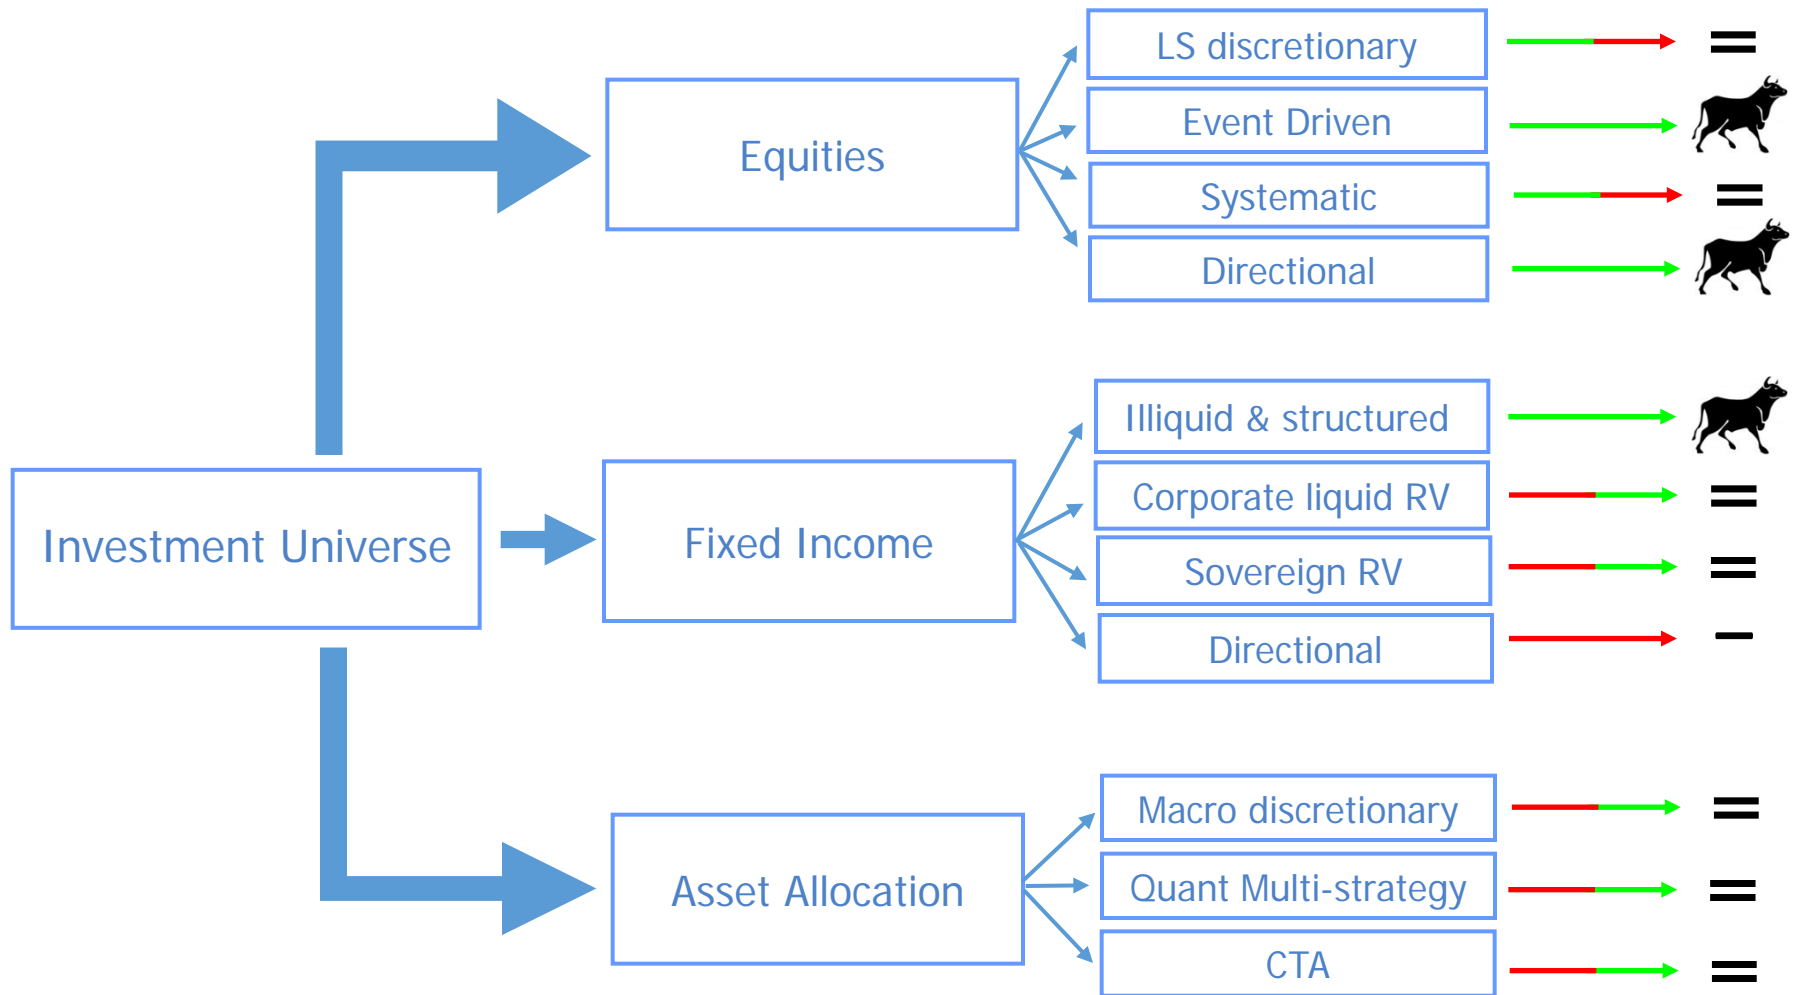 Investment Universe
Equities
LS discretionary
=
Event Driven
Systematic
=
Directional
Fixed Income
Illiquid & structured
Corporate liquid RV
=
Sovereign RV
=
Directional
–
Asset Allocation
Macro discretionary
=
Quant Multi-strategy
=
CTA
=